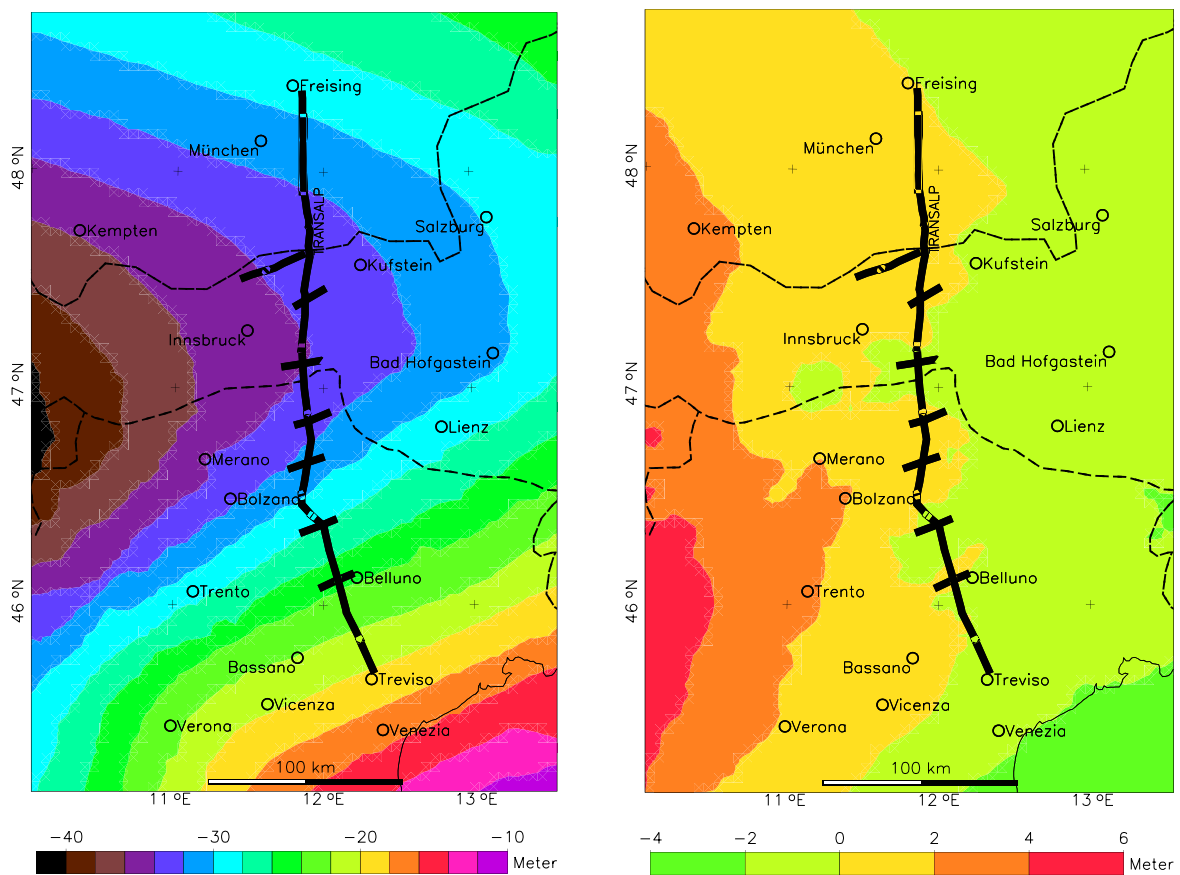 Freising
München
48°N
TRANSALP
Salzburg
Kempten
Kufstein
Innsbruck
Bad Hofgastein
47°N
Lienz
Merano
Bolzano
Belluno
46°N
Trento
Bassano
Treviso
Vicenza
Verona
Venezia
100 km
11°E 12°E 13°E
-40 -30 -20 -10
Meter
Freising
München
48°N
TRANSALP
Salzburg
Kempten
Kufstein
Innsbruck
Bad Hofgastein
47°N
Lienz
Merano
Bolzano
Belluno
46°N
Trento
Bassano
Treviso
Vicenza
Verona
Venezia
100 km
11°E 12°E 13°E
-4 -2 0 2 4 6
Meter